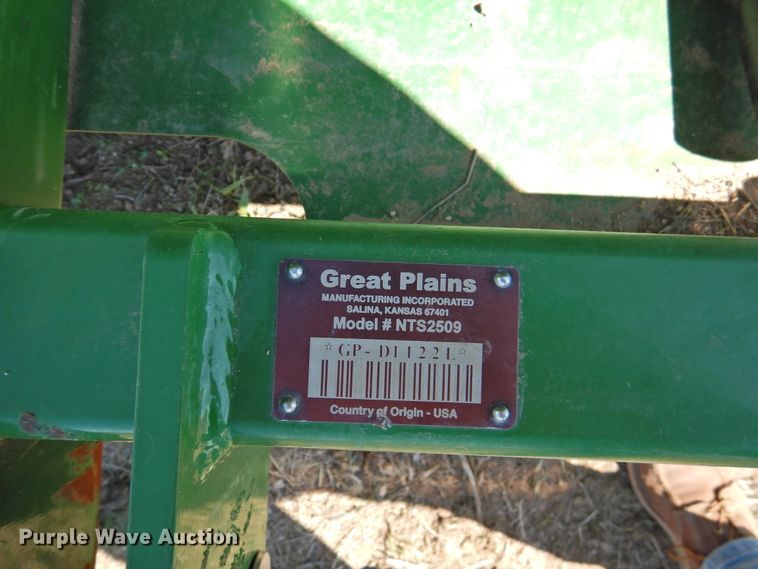 Great Plains
MANUFACTURING INCORPORATED
SALINA, KANSAS 67401
Model # NTS2509
*GP-D1122L*
Country of Origin - USA
Purple Wave Auction